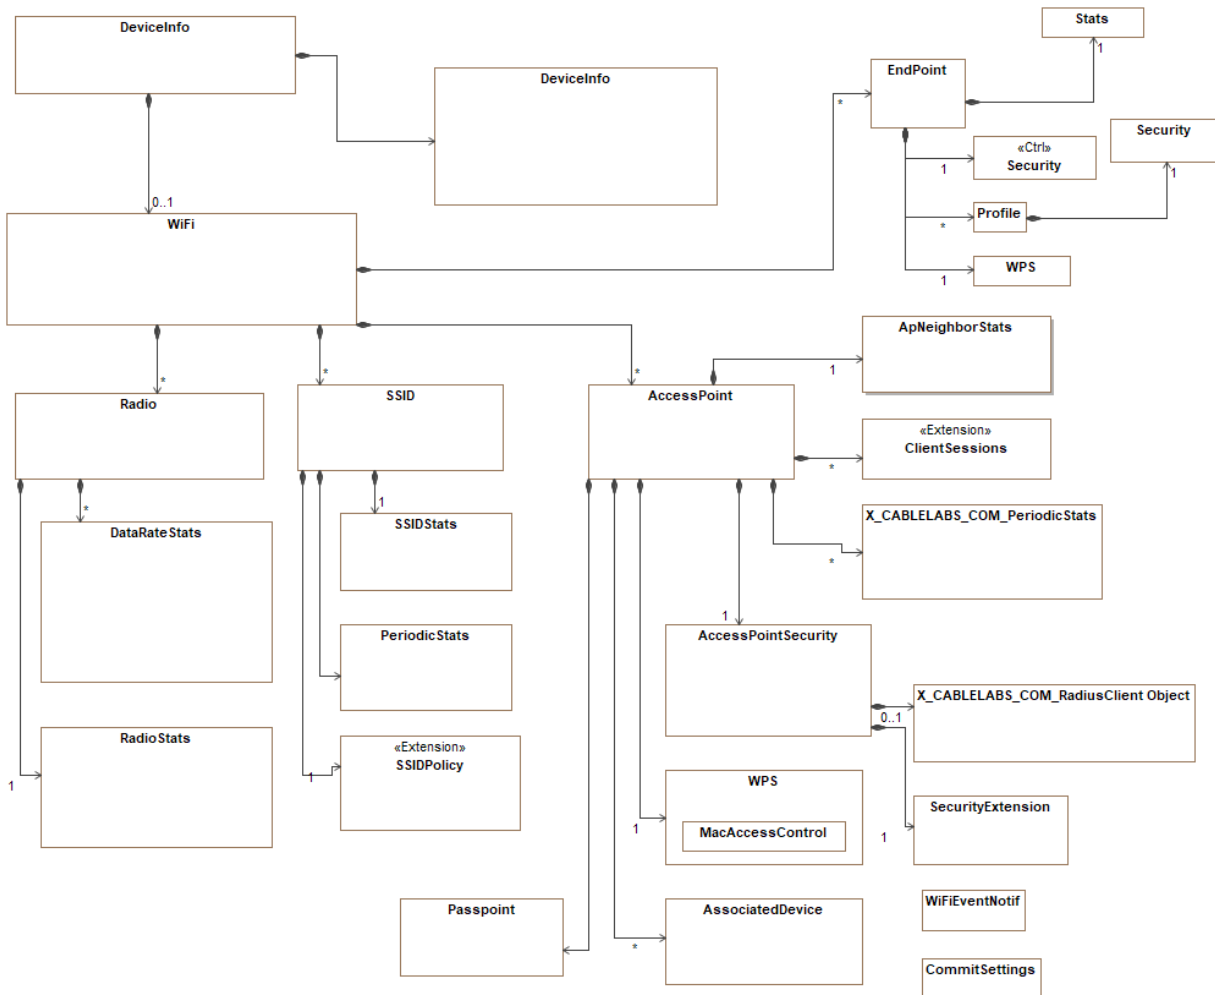 DeviceInfo
Stats
1
DeviceInfo
EndPoint
*
Security
«Ctrl»
Security
1
1
Profile
*
WPS
1
0..1
WiFi
ApNeighborStats
1
*
Radio
*
SSID
*
AccessPoint
«Extension»
ClientSessions
*
*
DataRateStats
1
SSIDStats
X_CABLELABS_COM_PeriodicStats
*
1
PeriodicStats
AccessPointSecurity
X_CABLELABS_COM_RadiusClient Object
0..1
1
RadioStats
1
«Extension»
SSIDPolicy
WPS
1
MacAccessControl
SecurityExtension
1
WiFiEventNotif
Passpoint
AssociatedDevice
*
CommitSettings